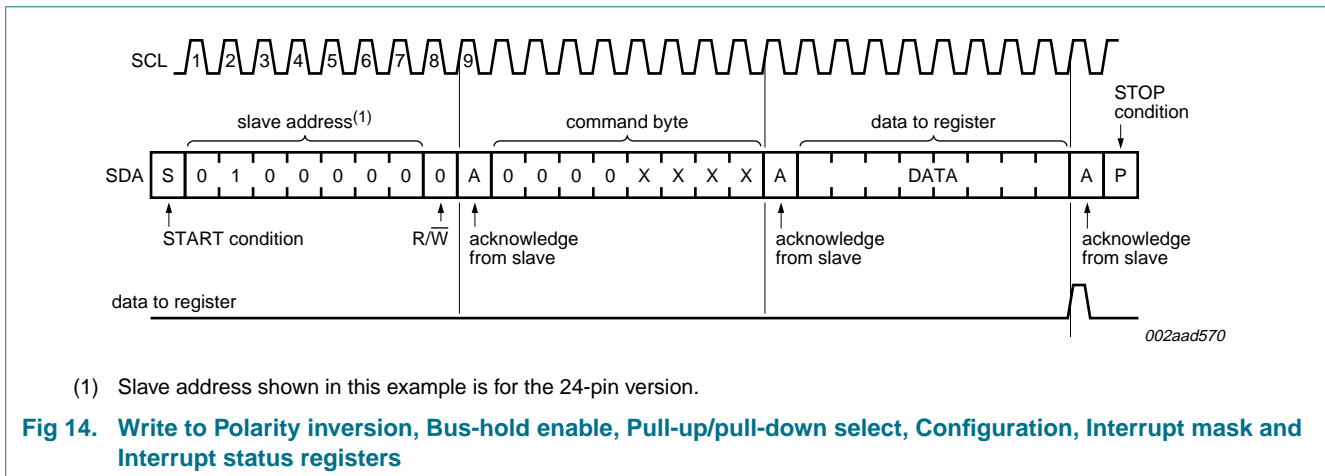 SCL 1 2 3 4 5 6 7 8 9
STOP
condition
slave address(1) command byte data to register
SDA S 0 1 0 0 0 0 0 0 A 0 0 0 0 X X X X A DATA A P
START condition R/W̅ acknowledge
from slave acknowledge
from slave acknowledge
from slave
data to register
002aad570
(1) Slave address shown in this example is for the 24-pin version.
Fig 14. Write to Polarity inversion, Bus-hold enable, Pull-up/pull-down select, Configuration, Interrupt mask and
Interrupt status registers